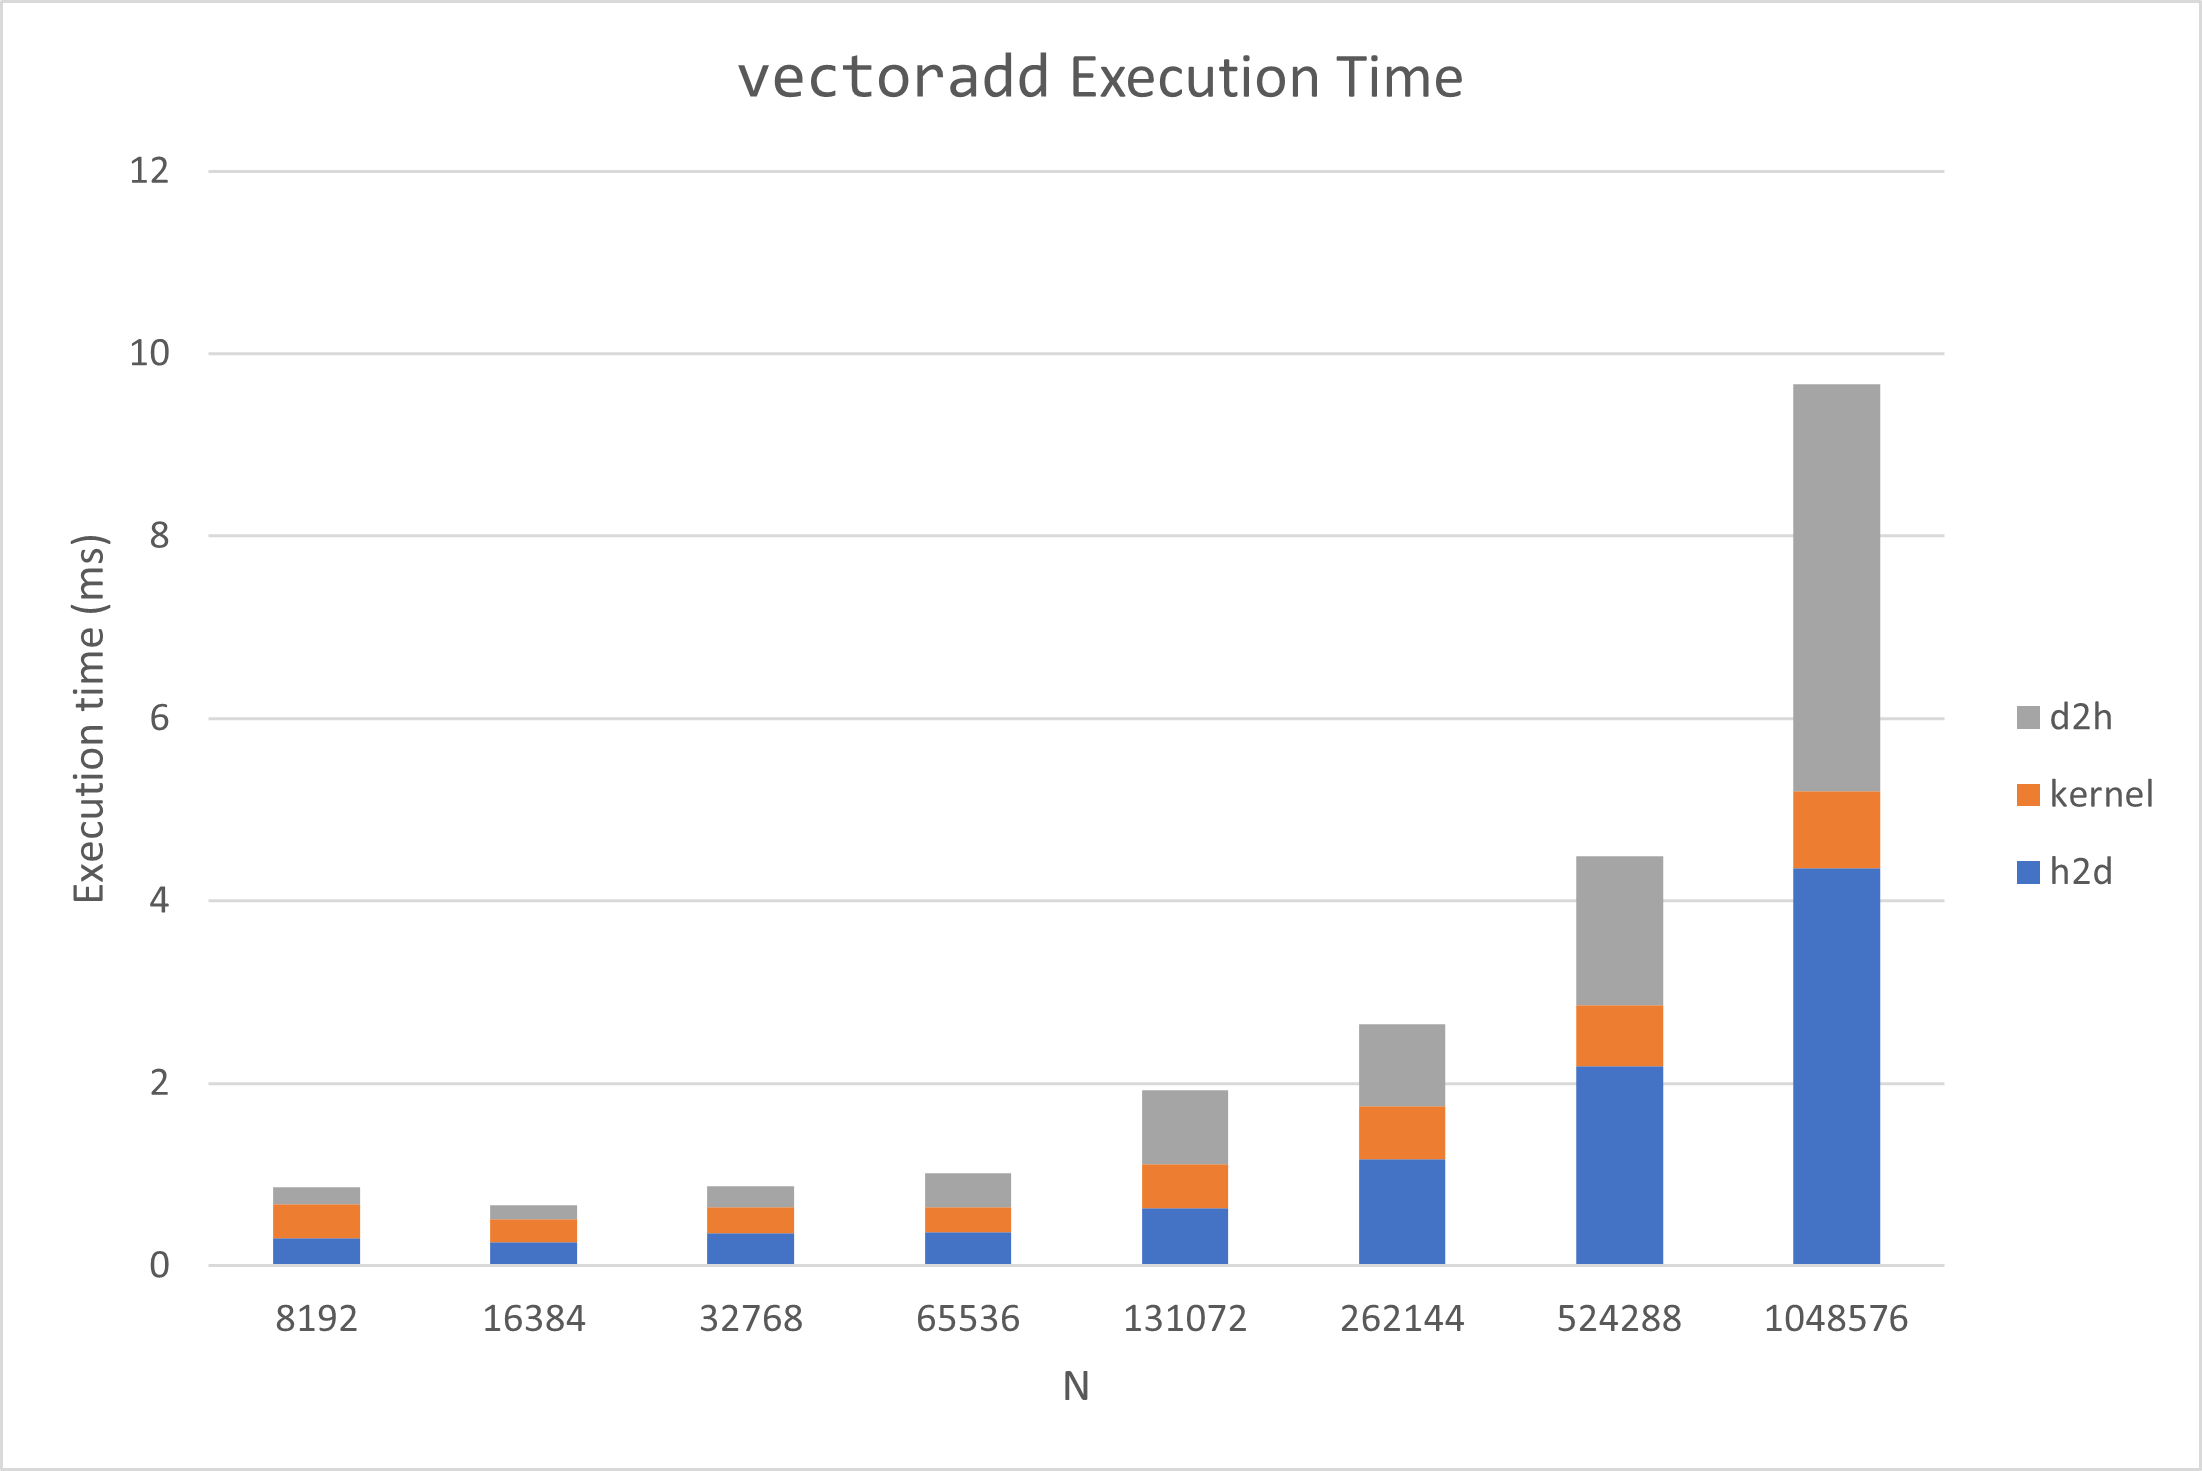 vectoradd Execution Time
12
10
8
6
4
2
0
Execution time (ms)
8192 16384 32768 65536 131072 262144 524288 1048576
N
d2h
kernel
h2d